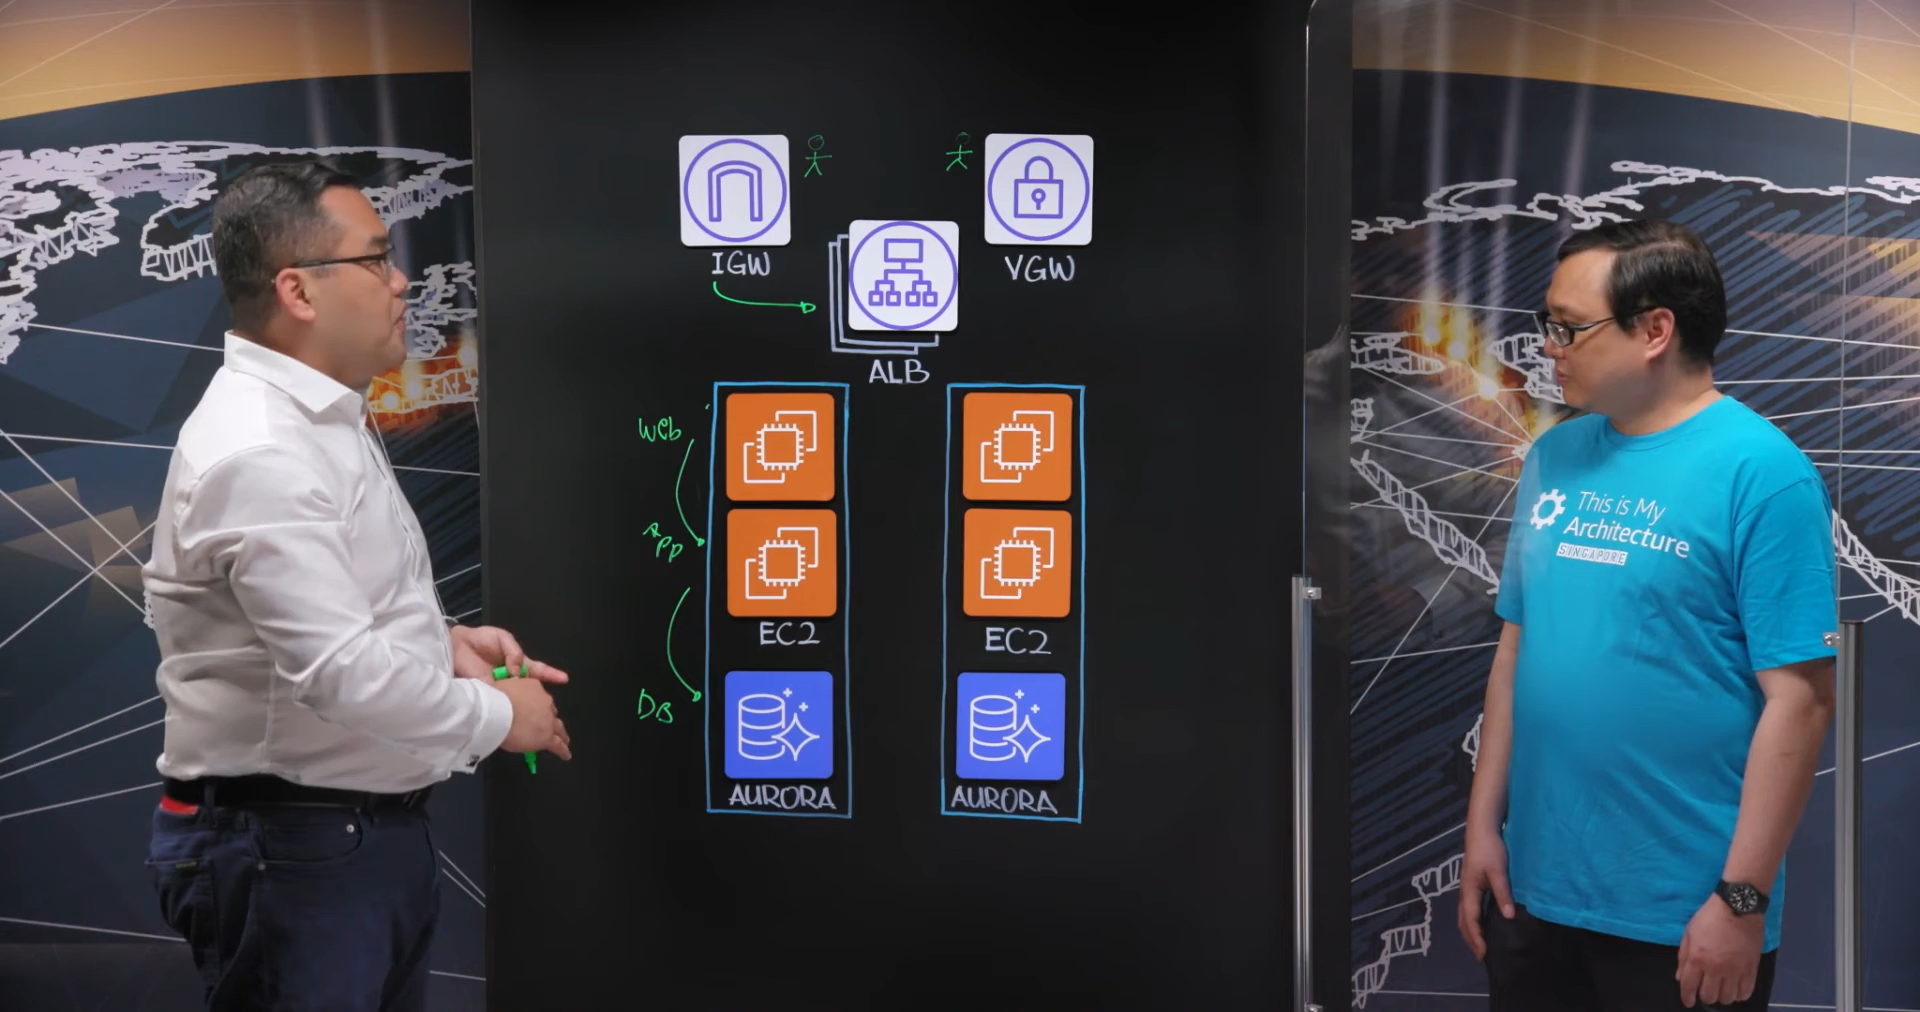 IGW
VGW
ALB
Web
APP
DB
EC2
EC2
AURORA
AURORA
This is My
Architecture
SINGAPORE